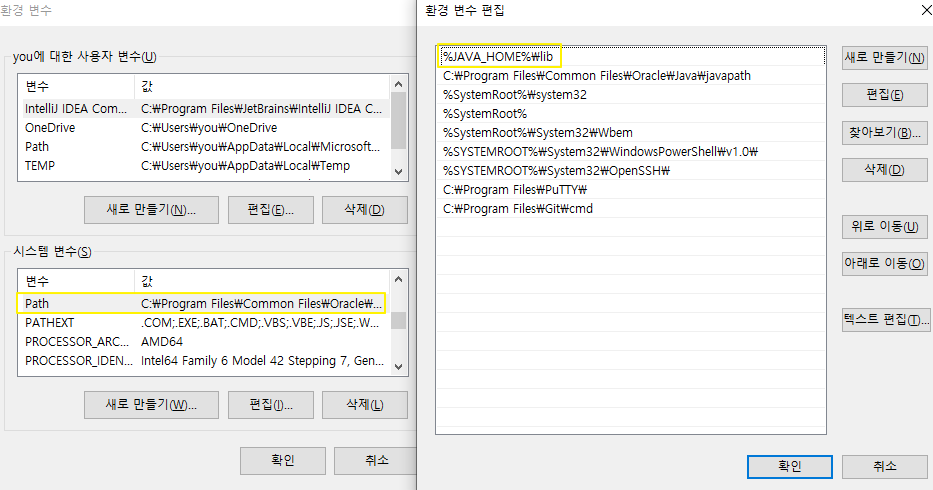 환경 변수
you에 대한 사용자 변수(U)
변수 값
IntelliJ IDEA Com... C:₩Program Files₩JetBrains₩IntelliJ IDEA C...
OneDrive C:₩Users₩you₩OneDrive
Path C:₩Users₩you₩AppData₩Local₩Microsoft...
TEMP C:₩Users₩you₩AppData₩Local₩Temp
새로 만들기(N)... 편집(E)... 삭제(D)
시스템 변수(S)
변수 값
Path C:₩Program Files₩Common Files₩Oracle₩...
PATHEXT .COM;.EXE;.BAT;.CMD;.VBS;.VBE;.JS;.JSE;.W...
PROCESSOR_ARC... AMD64
PROCESSOR_IDEN... Intel64 Family 6 Model 42 Stepping 7, Gen...
새로 만들기(W)... 편집(I)... 삭제(L)
확인 취소
환경 변수 편집
%JAVA_HOME%₩lib
C:₩Program Files₩Common Files₩Oracle₩Java₩javapath
%SystemRoot%₩system32
%SystemRoot%
%SystemRoot%₩System32₩Wbem
%SYSTEMROOT%₩System32₩WindowsPowerShell₩v1.0₩
%SYSTEMROOT%₩System32₩OpenSSH₩
C:₩Program Files₩PuTTY₩
C:₩Program Files₩Git₩cmd
새로 만들기(N)
편집(E)
찾아보기(B)...
삭제(D)
위로 이동(U)
아래로 이동(O)
텍스트 편집(T)...
확인 취소